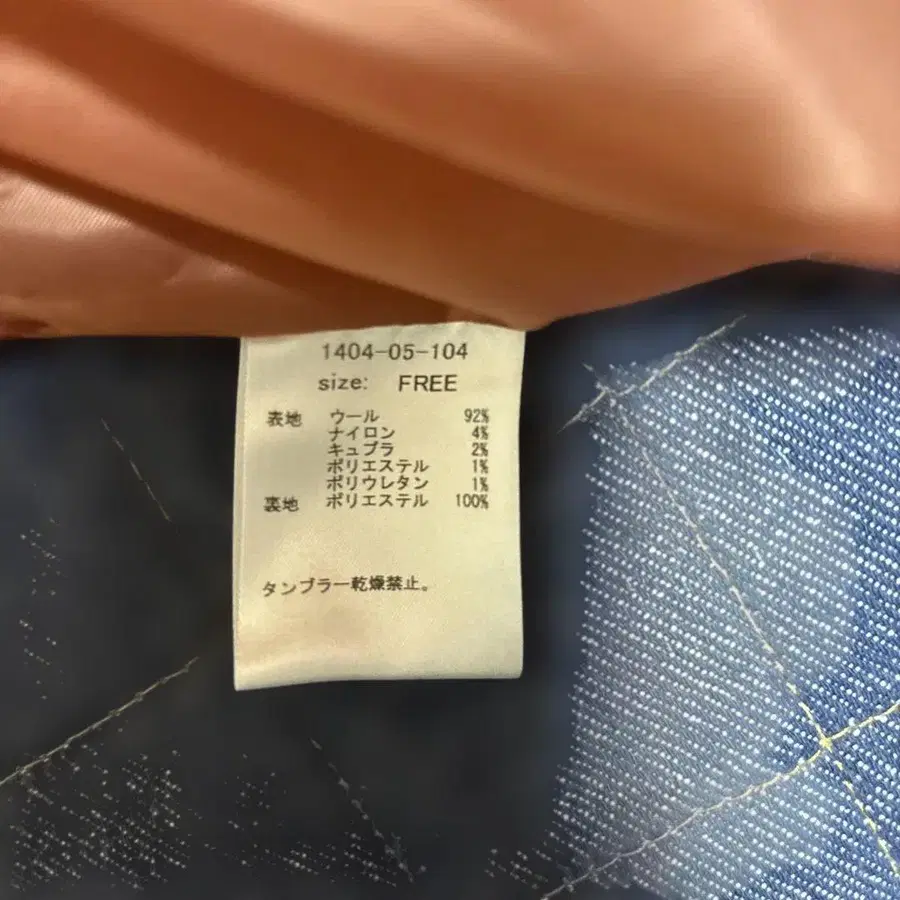 1404-05-104
size: FREE
表地 ウール 92%
ナイロン 4%
キュプラ 2%
ポリエステル 1%
ポリウレタン 1%
裏地 ポリエステル 100%
タンブラー乾燥禁止。